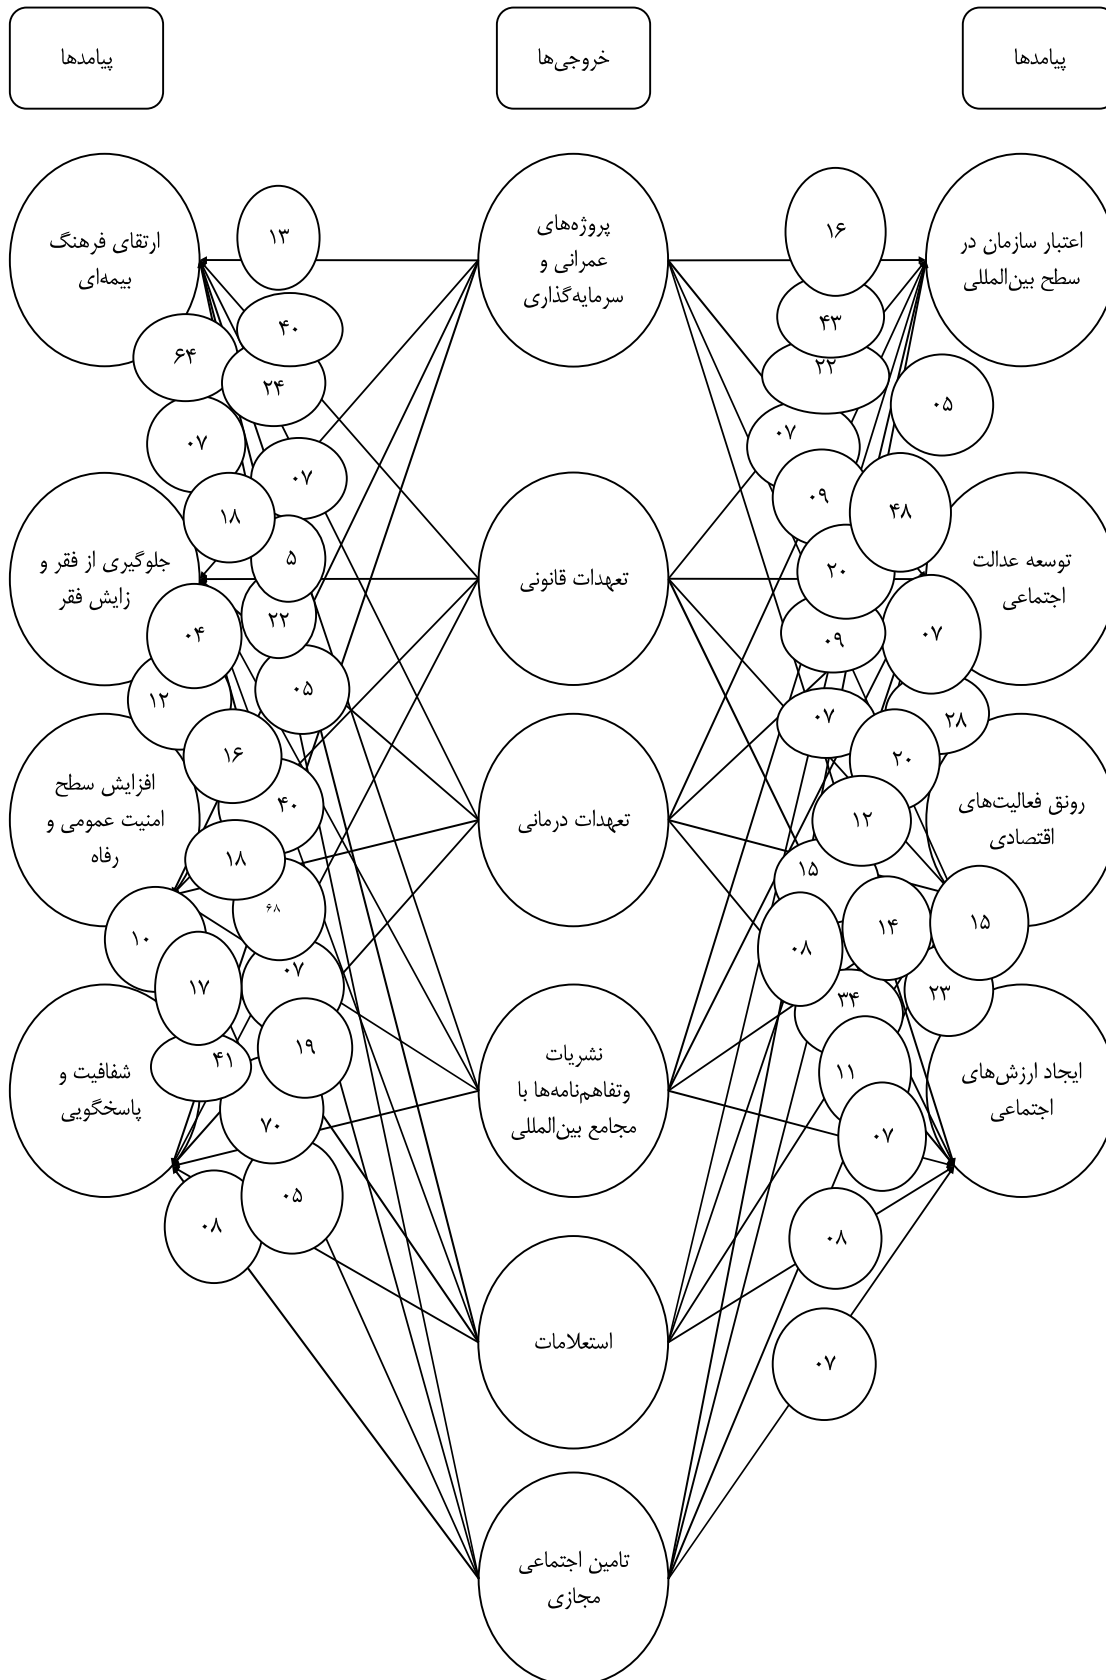 پیامدها
خروجی‌ها
پیامدها
اعتبار سازمان در
سطح بین‌المللی
توسعه عدالت
اجتماعی
رونق فعالیت‌های
اقتصادی
ایجاد ارزش‌های
اجتماعی
۱۶
۴۳
۲۲
۰۵
۰۷
۰۹
۴۸
۲۰
۰۹
۰۷
۲۸
۰۷
۲۰
۱۲
۱۵
۱۵
۱۴
۰۸
۲۳
۳۴
۱۱
۰۷
۰۸
۰۷
پروژه‌های
عمرانی و
سرمایه‌گذاری
تعهدات قانونی
تعهدات درمانی
نشریات
وتفاهم‌نامه‌ها با
مجامع بین‌المللی
استعلامات
تامین اجتماعی
مجازی
۱۳
۴۰
۶۴
۲۴
۰۷
۰۷
۱۸
۵
۲۲
۰۴
۰۵
۱۲
۱۶
۴۰
۱۸
۶۸
۱۰
۰۷
۱۷
۱۹
۴۱
۷۰
۰۵
۰۸
ارتقای فرهنگ
بیمه‌ای
جلوگیری از فقر و
زایش فقر
افزایش سطح
امنیت عمومی و
رفاه
شفافیت و
پاسخگویی